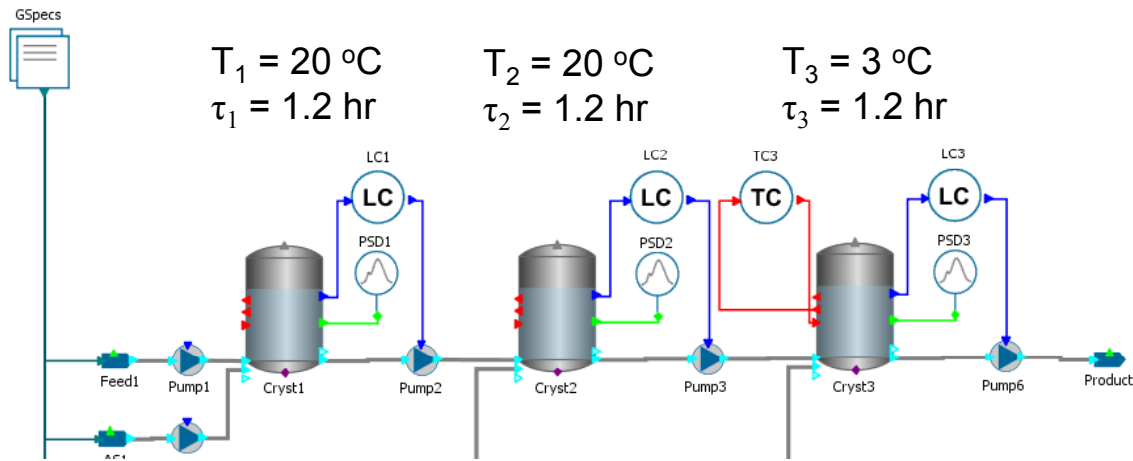 GSpecs
T₁ = 20 ᵒC
τ₁ = 1.2 hr
T₂ = 20 ᵒC
τ₂ = 1.2 hr
T₃ = 3 ᵒC
τ₃ = 1.2 hr
LC1
LC
LC2
LC
TC3
TC
LC3
LC
PSD1
PSD2
PSD3
Feed1
Pump1
Cryst1
Pump2
Cryst2
Pump3
Cryst3
Pump6
Product
AS1